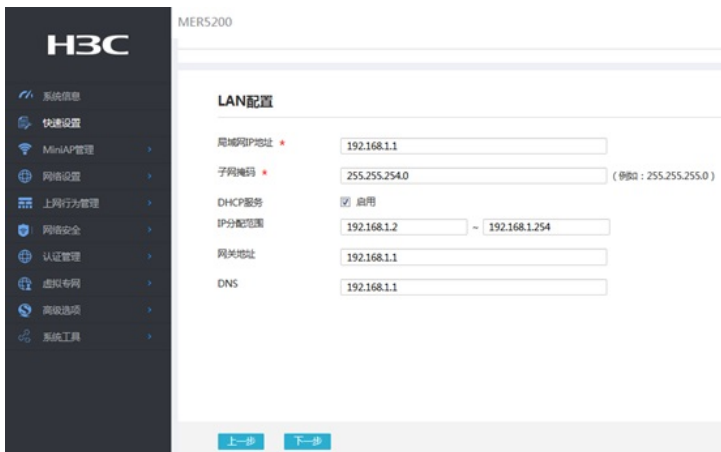 MER5200
H3C
系统信息
快速设置
MiniAP管理
网络设置
上网行为管理
网络安全
认证管理
虚拟专网
高级选项
系统工具
LAN配置
局域网IP地址 * 192.168.1.1
子网掩码 * 255.255.254.0 (例如：255.255.255.0)
DHCP服务 启用
IP分配范围 192.168.1.2 ~ 192.168.1.254
网关地址 192.168.1.1
DNS 192.168.1.1
上一步 下一步